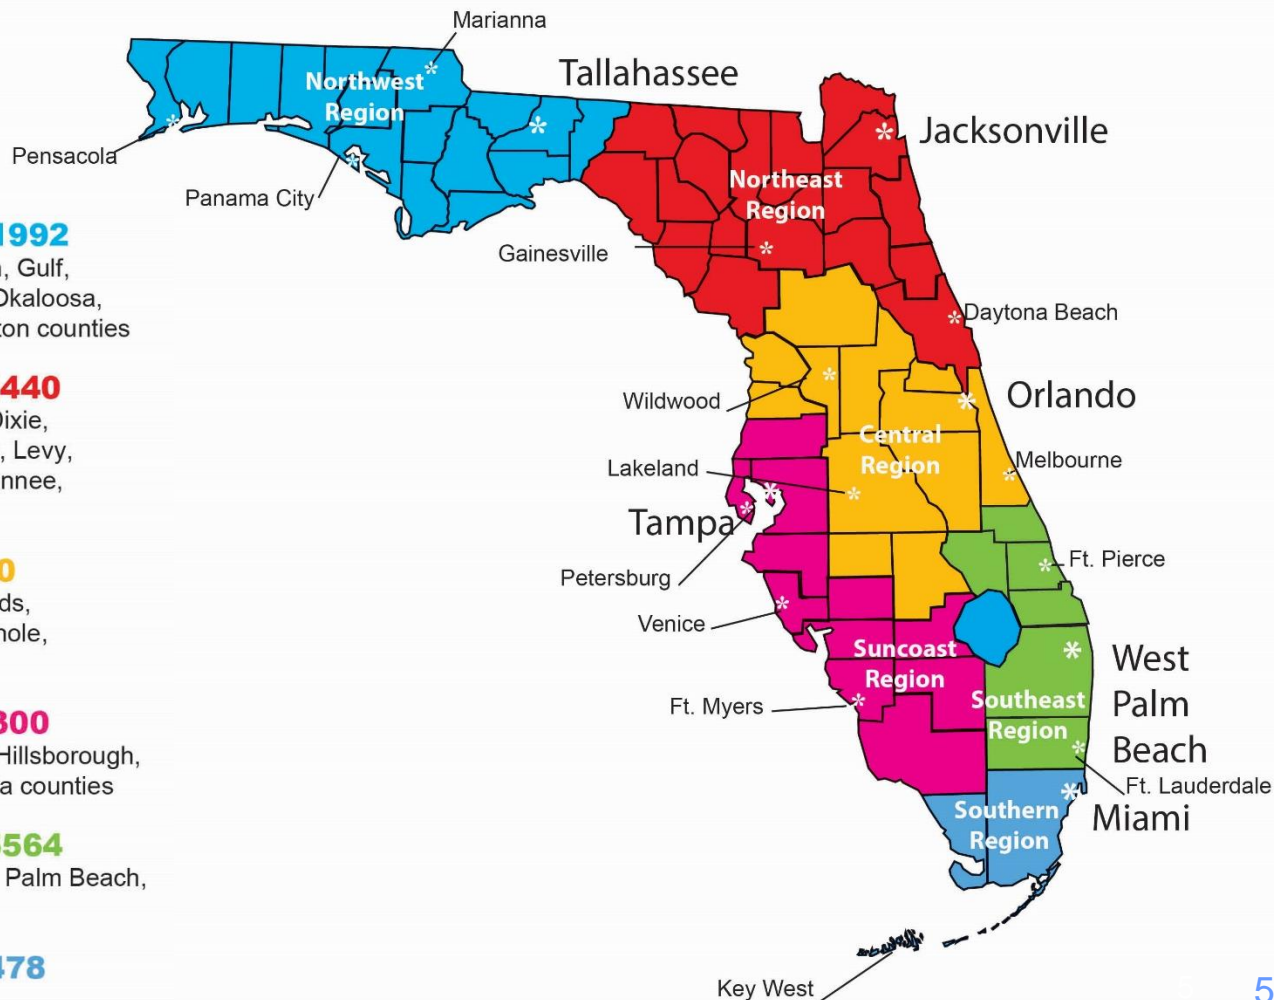 Marianna
Tallahassee
Northwest
Region
Jacksonville
Pensacola
Panama City
Northeast
Region
Gainesville
Daytona Beach
Wildwood
Orlando
Central
Region
Lakeland
Melbourne
Tampa
Petersburg
Ft. Pierce
Venice
Suncoast
Region
West
Palm
Beach
Ft. Myers
Southeast
Region
Ft. Lauderdale
Southern
Region
Miami
Key West
1992
, Gulf,
Okaloosa,
ton counties
440
Dixie,
, Levy,
nnee,
0
ds,
nole,
300
Hillsborough,
a counties
5564
Palm Beach,
478
5